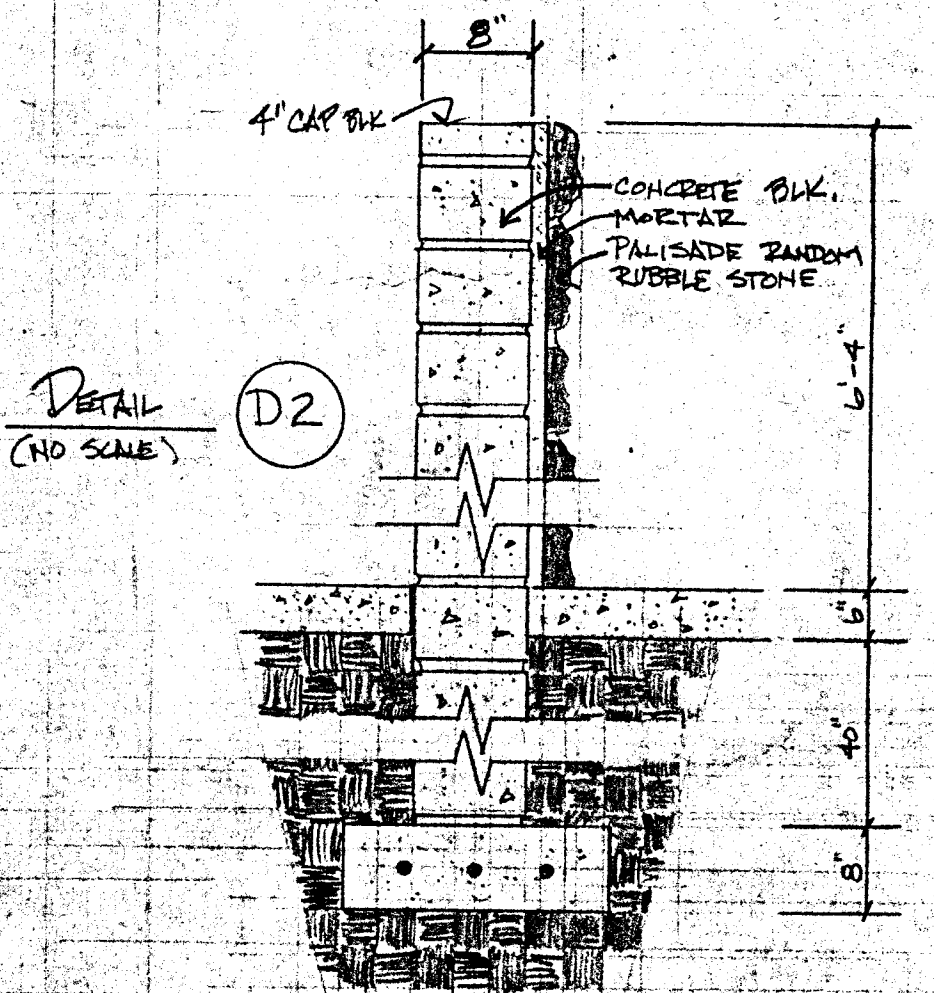 8"
4" CAP BLK
CONCRETE BLK.
MORTAR
PALISADE RANDOM
RUBBLE STONE
6'-4"
DETAIL
(NO SCALE)
D2
6"
40"
8"